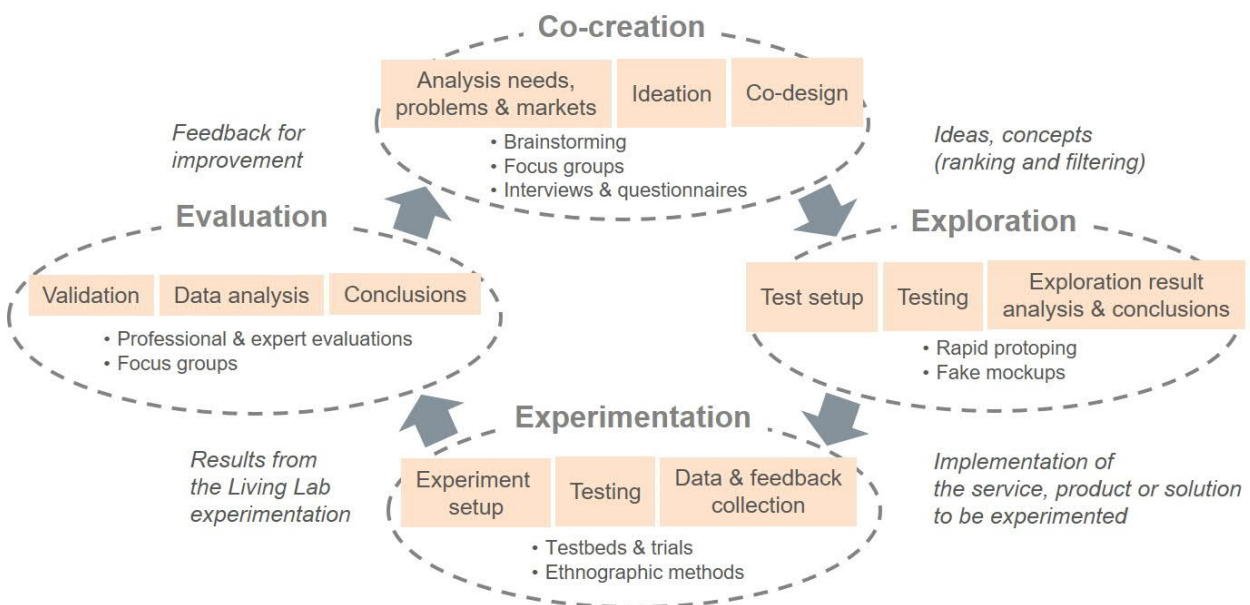 Co-creation
Analysis needs,
problems & markets
Ideation
Co-design
• Brainstorming
• Focus groups
• Interviews & questionnaires
Feedback for
improvement
Ideas, concepts
(ranking and filtering)
Evaluation
Validation
Data analysis
Conclusions
• Professional & expert evaluations
• Focus groups
Exploration
Test setup
Testing
Exploration result
analysis & conclusions
• Rapid protoping
• Fake mockups
Experimentation
Experiment
setup
Testing
Data & feedback
collection
• Testbeds & trials
• Ethnographic methods
Results from
the Living Lab
experimentation
Implementation of
the service, product or solution
to be experimented